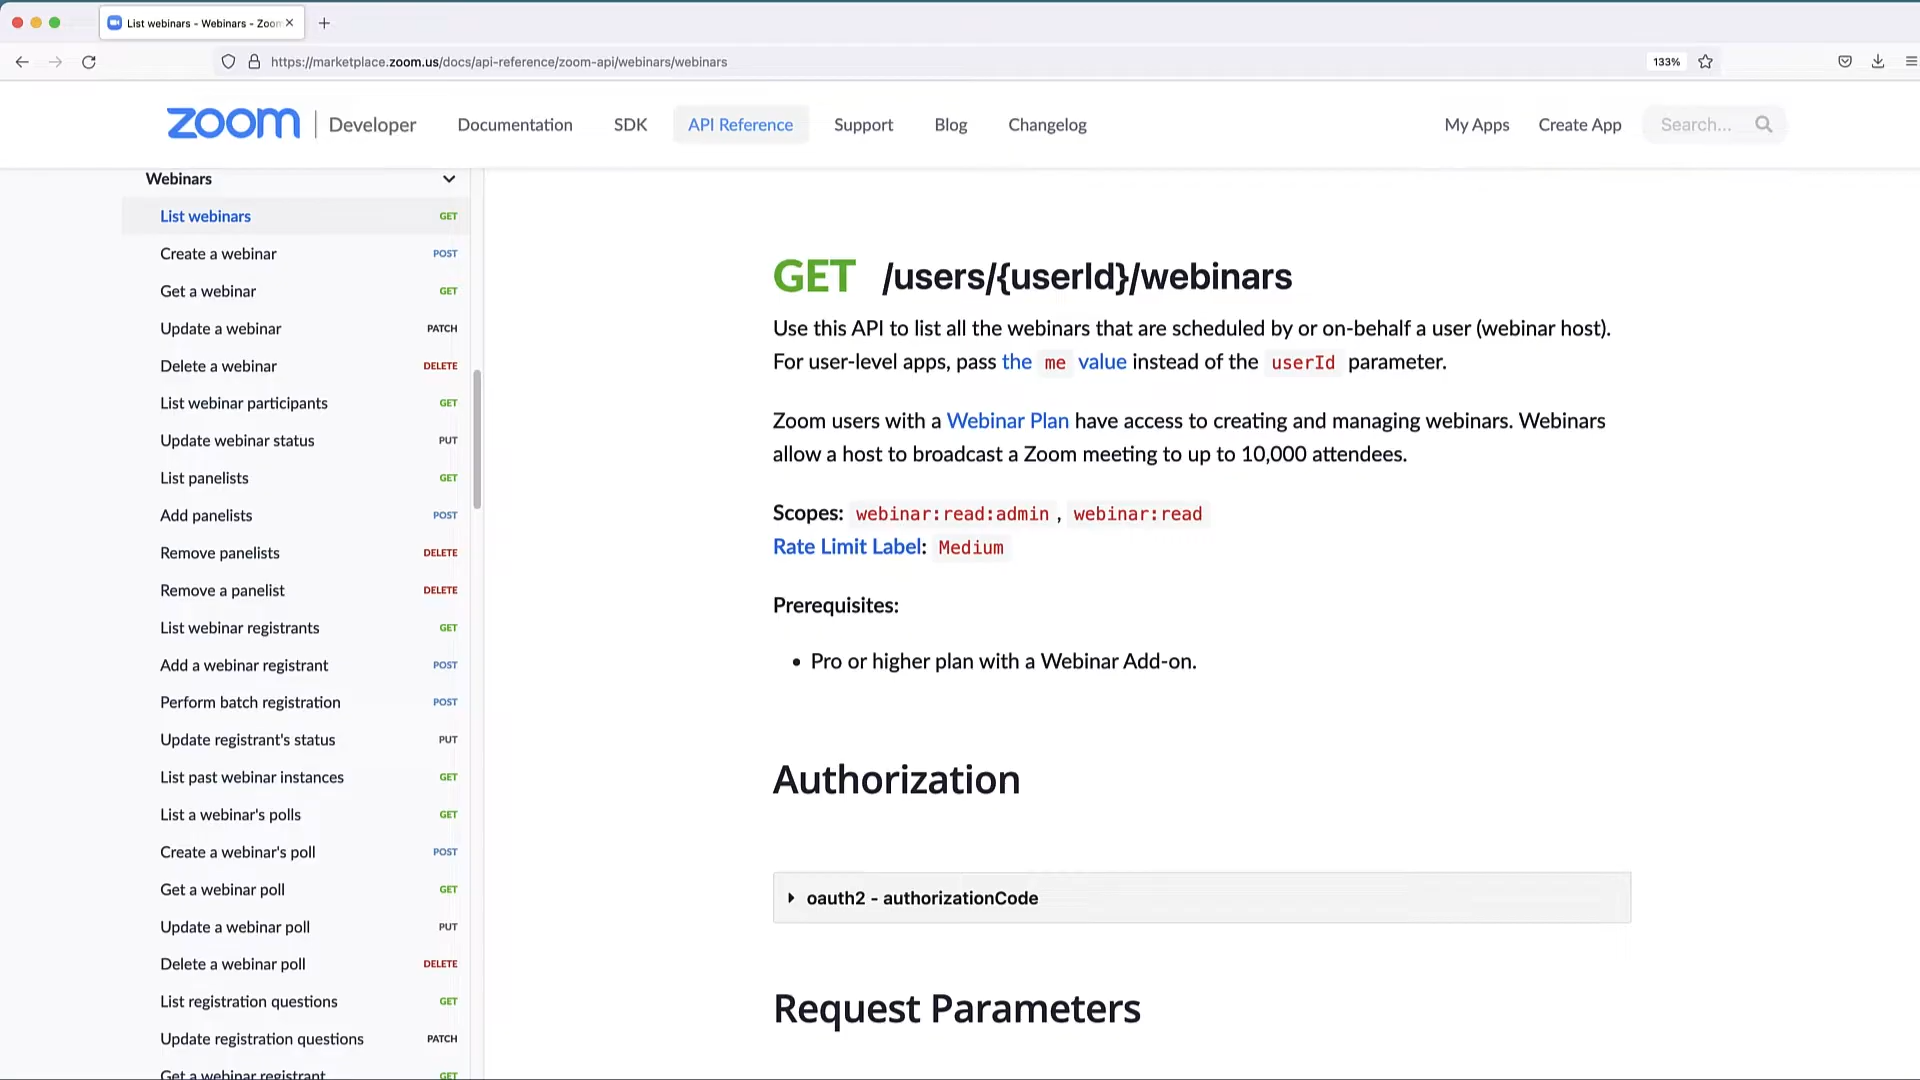 List webinars - Webinars - Zoom
https://marketplace.zoom.us/docs/api-reference/zoom-api/webinars/webinars
133%
zoom
Developer
Documentation
SDK
API Reference
Support
Blog
Changelog
My Apps
Create App
Search...
Webinars
List webinars GET
Create a webinar POST
Get a webinar GET
Update a webinar PATCH
Delete a webinar DELETE
List webinar participants GET
Update webinar status PUT
List panelists GET
Add panelists POST
Remove panelists DELETE
Remove a panelist DELETE
List webinar registrants GET
Add a webinar registrant POST
Perform batch registration POST
Update registrant's status PUT
List past webinar instances GET
List a webinar's polls GET
Create a webinar's poll POST
Get a webinar poll GET
Update a webinar poll PUT
Delete a webinar poll DELETE
List registration questions GET
Update registration questions PATCH
Get a webinar registrant GET
GET /users/{userId}/webinars
Use this API to list all the webinars that are scheduled by or on-behalf a user (webinar host).
For user-level apps, pass the me value instead of the userId parameter.
Zoom users with a Webinar Plan have access to creating and managing webinars. Webinars
allow a host to broadcast a Zoom meeting to up to 10,000 attendees.
Scopes: webinar:read:admin , webinar:read
Rate Limit Label: Medium
Prerequisites:
• Pro or higher plan with a Webinar Add-on.
Authorization
oauth2 - authorizationCode
Request Parameters